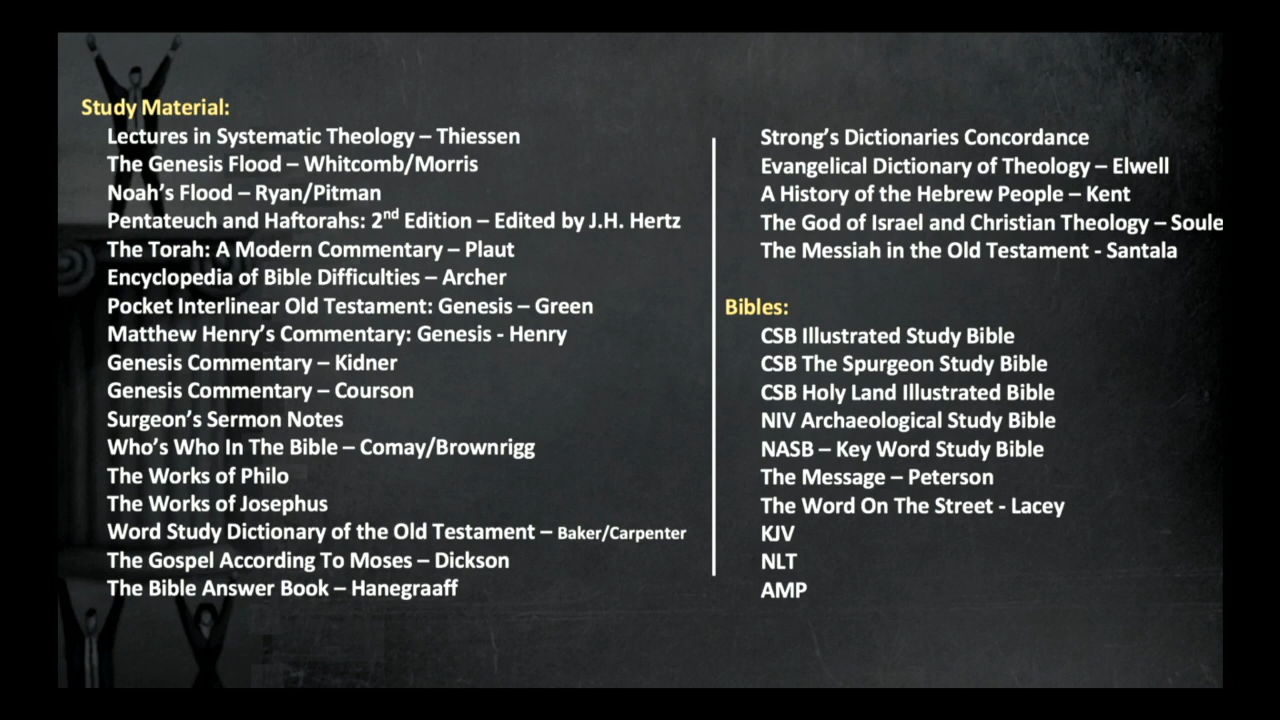 Study Material:
Lectures in Systematic Theology – Thiessen
The Genesis Flood – Whitcomb/Morris
Noah's Flood – Ryan/Pitman
Pentateuch and Haftorahs: 2nd Edition – Edited by J.H. Hertz
The Torah: A Modern Commentary – Plaut
Encyclopedia of Bible Difficulties – Archer
Pocket Interlinear Old Testament: Genesis – Green
Matthew Henry's Commentary: Genesis - Henry
Genesis Commentary – Kidner
Genesis Commentary – Courson
Surgeon's Sermon Notes
Who's Who In The Bible – Comay/Brownrigg
The Works of Philo
The Works of Josephus
Word Study Dictionary of the Old Testament – Baker/Carpenter
The Gospel According To Moses – Dickson
The Bible Answer Book – Hanegraaff
Strong's Dictionaries Concordance
Evangelical Dictionary of Theology – Elwell
A History of the Hebrew People – Kent
The God of Israel and Christian Theology – Soule
The Messiah in the Old Testament - Santala
Bibles:
CSB Illustrated Study Bible
CSB The Spurgeon Study Bible
CSB Holy Land Illustrated Bible
NIV Archaeological Study Bible
NASB – Key Word Study Bible
The Message – Peterson
The Word On The Street - Lacey
KJV
NLT
AMP